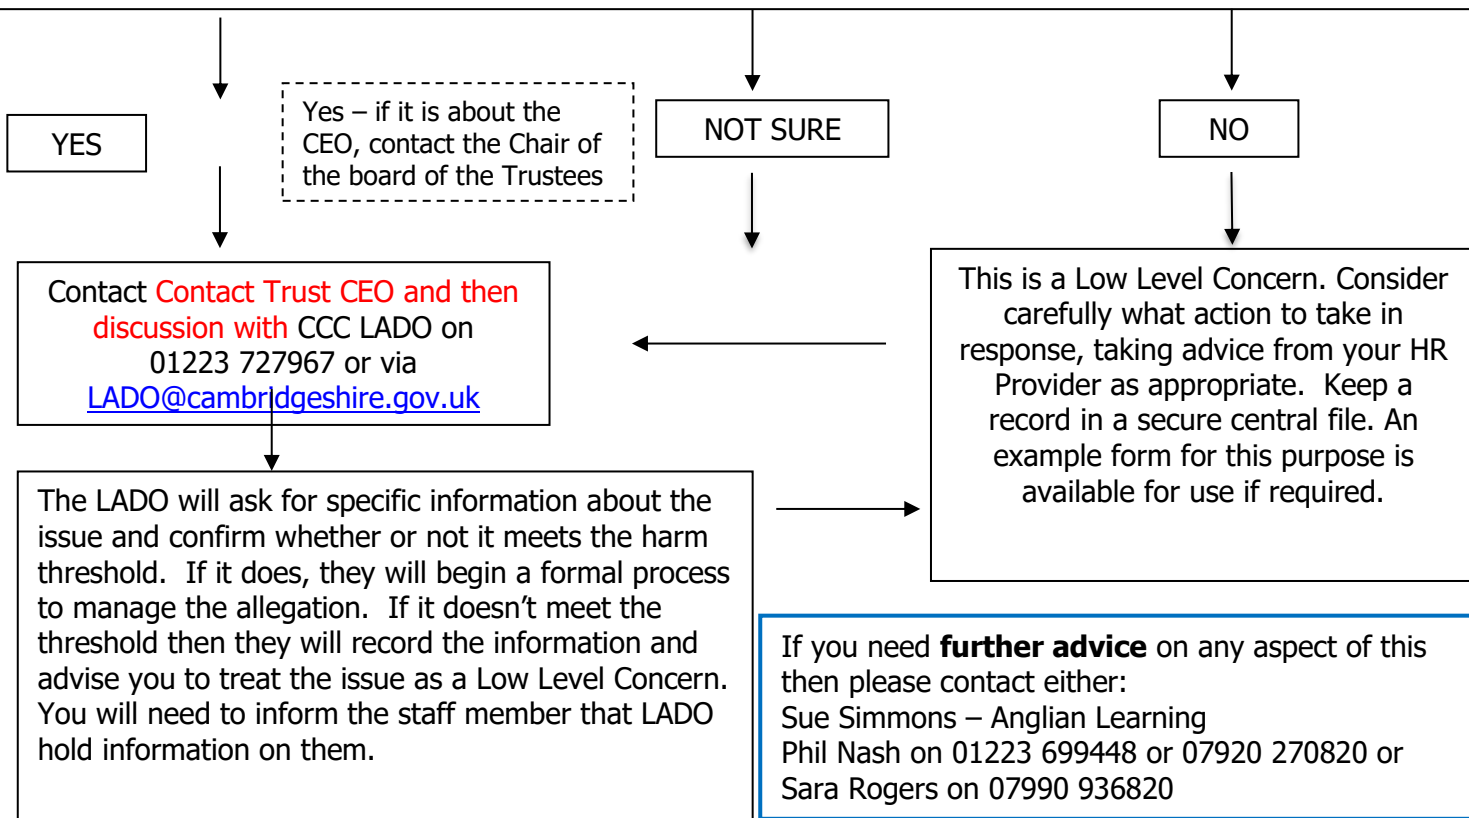 YES
Yes – if it is about the
CEO, contact the Chair of
the board of the Trustees
NOT SURE
NO
Contact Contact Trust CEO and then
discussion with CCC LADO on
01223 727967 or via
LADO@cambridgeshire.gov.uk
This is a Low Level Concern. Consider
carefully what action to take in
response, taking advice from your HR
Provider as appropriate.  Keep a
record in a secure central file. An
example form for this purpose is
available for use if required.
The LADO will ask for specific information about the
issue and confirm whether or not it meets the harm
threshold.  If it does, they will begin a formal process
to manage the allegation.  If it doesn’t meet the
threshold then they will record the information and
advise you to treat the issue as a Low Level Concern.
You will need to inform the staff member that LADO
hold information on them.
If you need further advice on any aspect of this
then please contact either:
Sue Simmons – Anglian Learning
Phil Nash on 01223 699448 or 07920 270820 or
Sara Rogers on 07990 936820